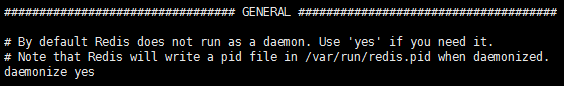 ################################ GENERAL #####################################
# By default Redis does not run as a daemon. Use 'yes' if you need it.
# Note that Redis will write a pid file in /var/run/redis.pid when daemonized.
daemonize yes